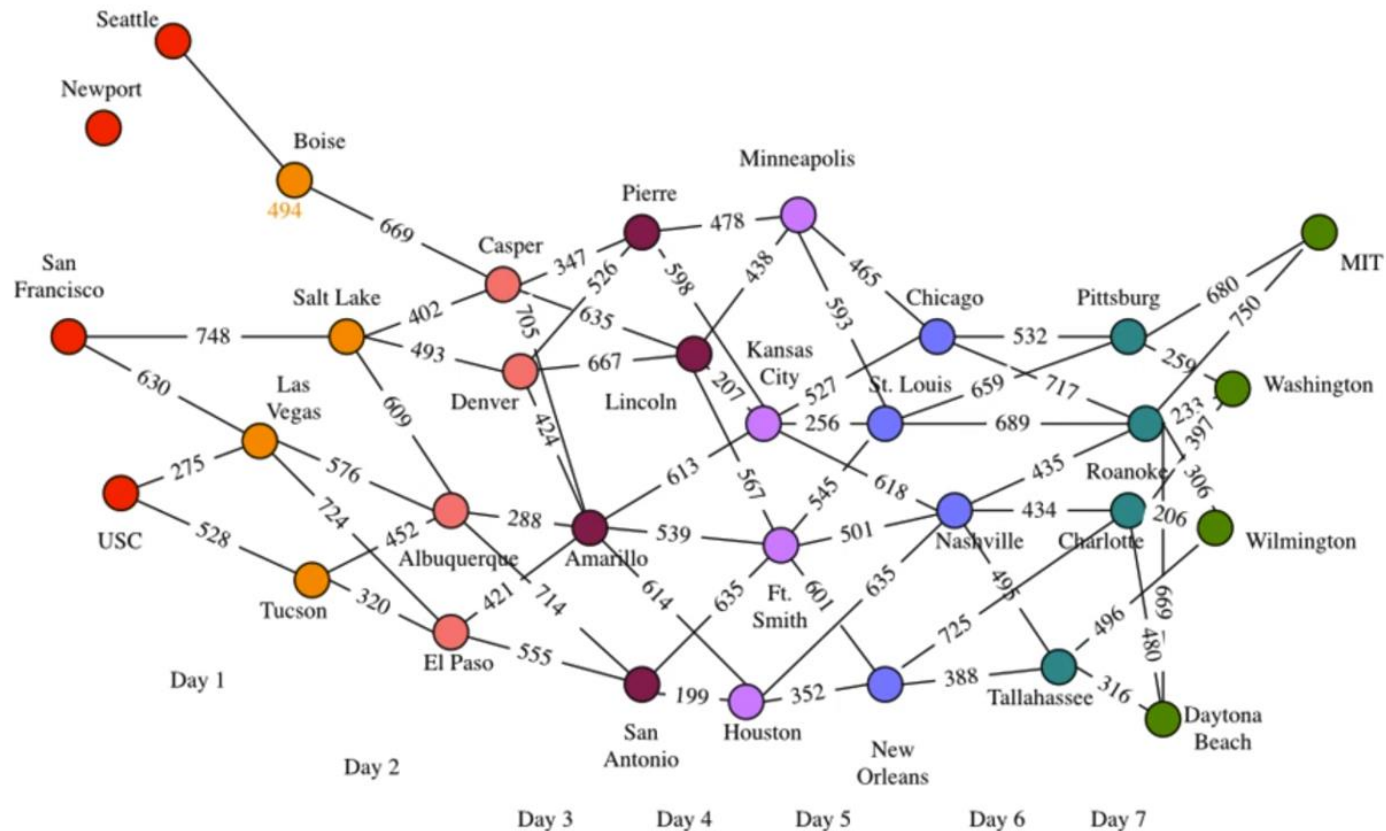 Seattle
Newport
Boise
494
Minneapolis
Pierre
478
669
Casper
347
526
598
438
465
San
Francisco
Salt Lake
402
705
635
593
Chicago
Pittsburg
680
MIT
750
748
493
667
Kansas
City
532
259
630
Las
Vegas
Denver
Lincoln
207
527
St. Louis
659
717
Washington
609
424
256
689
233
397
275
576
613
567
435
Roanoke
306
724
618
545
USC
528
452
288
539
501
434
206
Albuquerque
Amarillo
Nashville
Charlotte
Wilmington
Tucson
320
421
714
614
635
Ft.
Smith
601
635
495
669
496
480
725
El Paso
555
Day 1
199
352
388
Tallahassee
316
San
Antonio
Houston
Daytona
Beach
New
Orleans
Day 2
Day 3
Day 4
Day 5
Day 6
Day 7